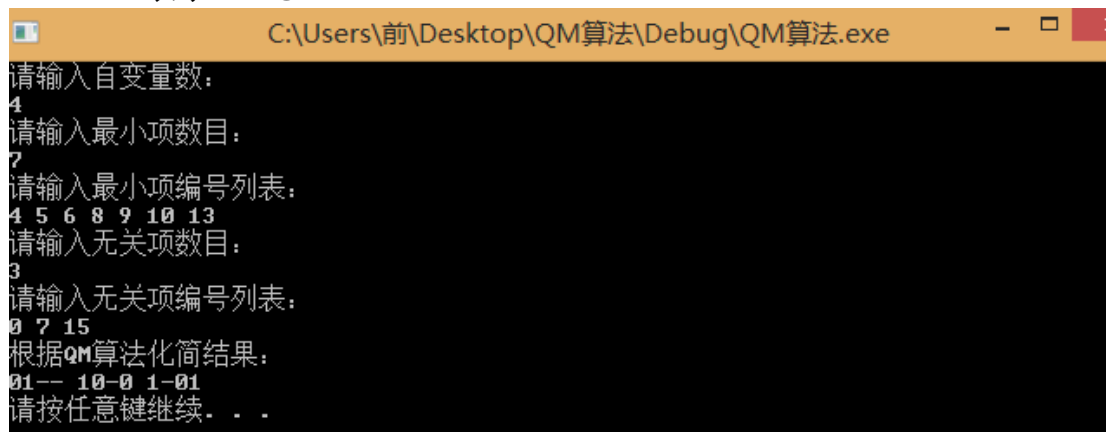 C:\Users\前\Desktop\QM算法\Debug\QM算法.exe
请输入自变量数：
4
请输入最小项数目：
7
请输入最小项编号列表：
4 5 6 8 9 10 13
请输入无关项数目：
3
请输入无关项编号列表：
0 7 15
根据QM算法化简结果：
01-- 10-0 1-01
请按任意键继续. . .